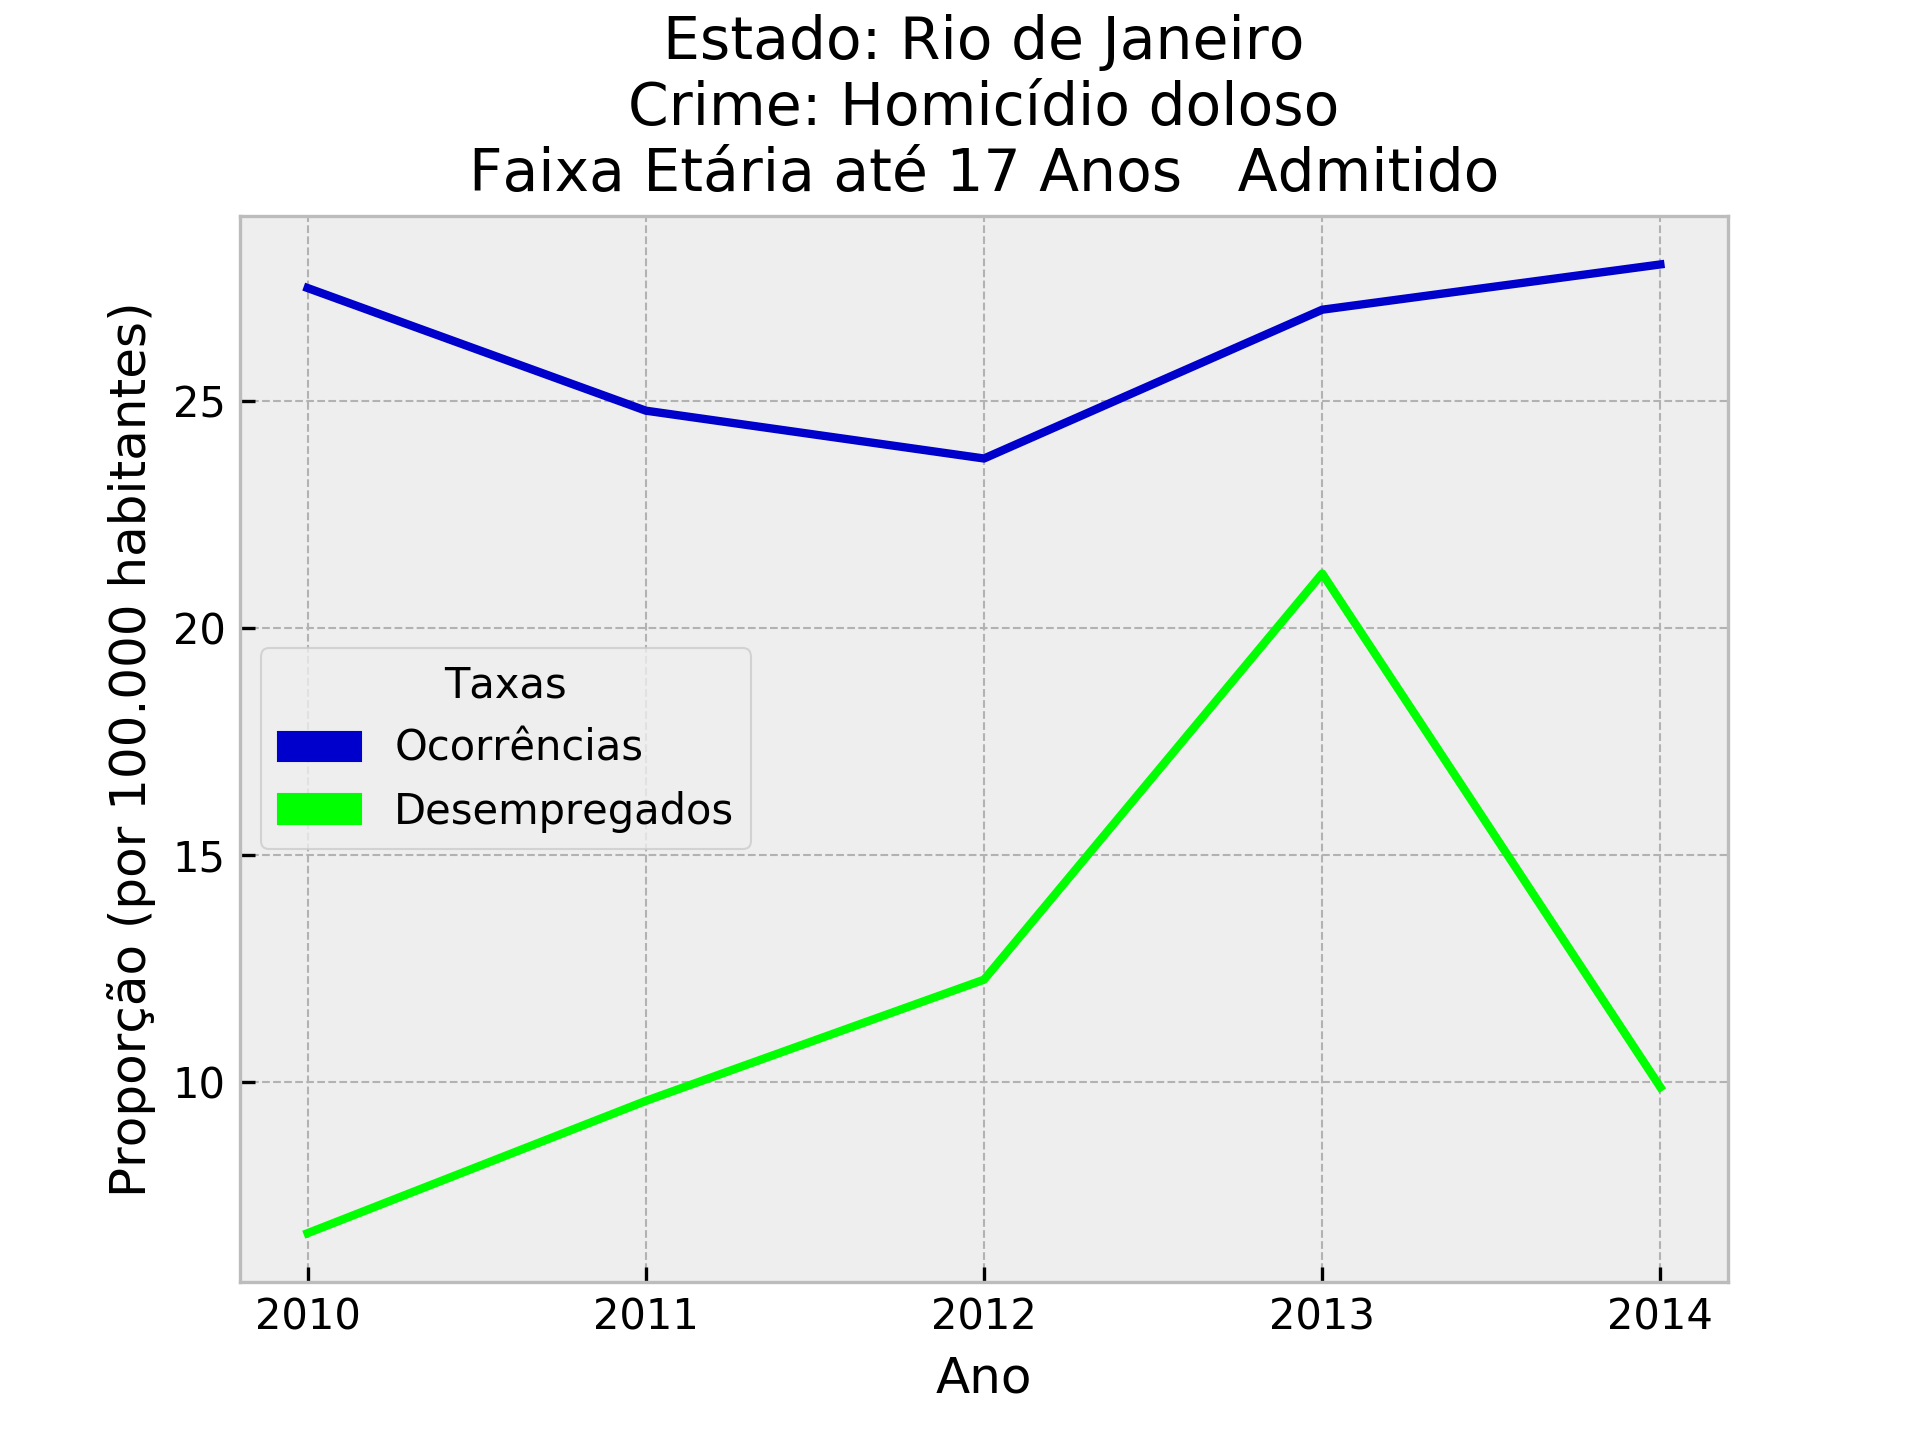 Estado: Rio de Janeiro
Crime: Homicídio doloso
Faixa Etária até 17 Anos   Admitido
Proporção (por 100.000 habitantes)
25
20
15
10
Taxas
Ocorrências
Desempregados
2010 2011 2012 2013 2014
Ano